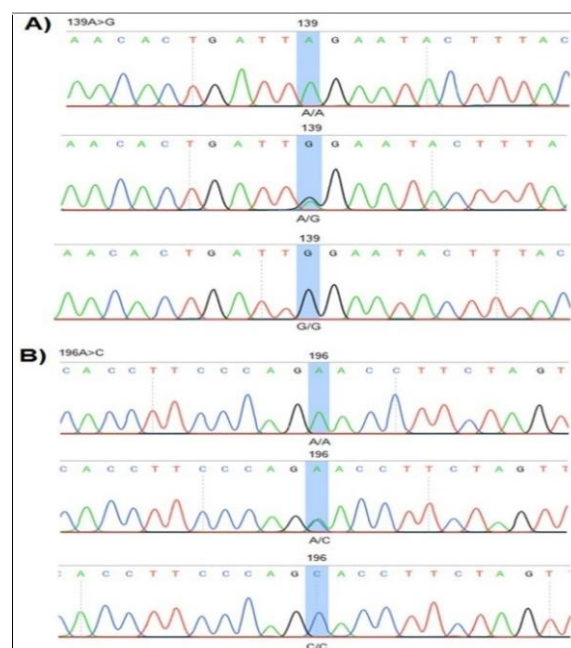 A)
139A>G
139
A A C A C T G A T T A G A A T A C T T T A C
A/A
139
A A C A C T G A T T G G A A T A C T T T A
A/G
139
A A C A C T G A T T G G A A T A C T T T A C
G/G
B)
196A>C
196
C A C C T T C C C A G A A C C T T C T A G T
A/A
196
C A C C T T C C C A G A A C C T T C T A G T T
A/C
196
C A C C T T C C C A G C A C C T T C T A G T T
C/C